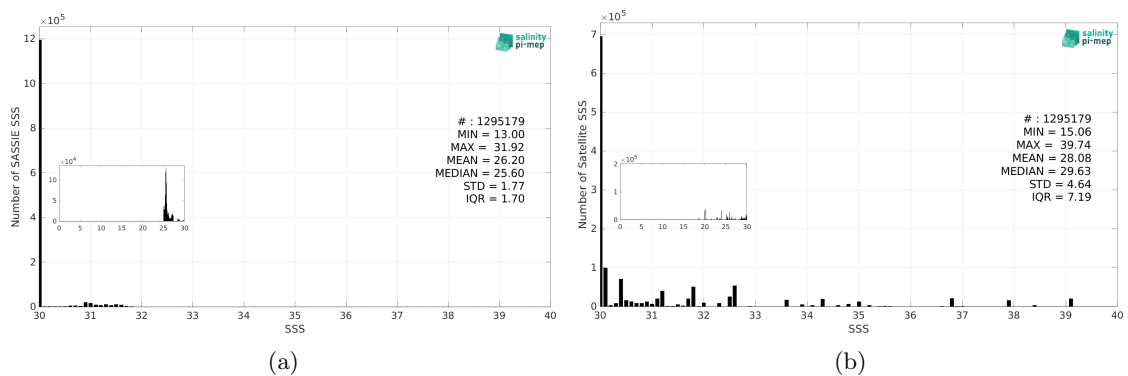 ×10⁵
12
10
8
6
4
2
0
Number of SASSIE SSS
salinity
pi-mep
# : 1295179
MIN = 13.00
MAX = 31.92
MEAN = 26.20
MEDIAN = 25.60
STD = 1.77
IQR = 1.70
×10⁴
10
5
0
0 5 10 15 20 25 30
30 31 32 33 34 35 36 37 38 39 40
SSS
(a)
×10⁵
7
6
5
4
3
2
1
0
Number of Satellite SSS
salinity
pi-mep
# : 1295179
MIN = 15.06
MAX = 39.74
MEAN = 28.08
MEDIAN = 29.63
STD = 4.64
IQR = 7.19
2
1
0
0 5 10 15 20 25 30
30 31 32 33 34 35 36 37 38 39 40
SSS
(b)